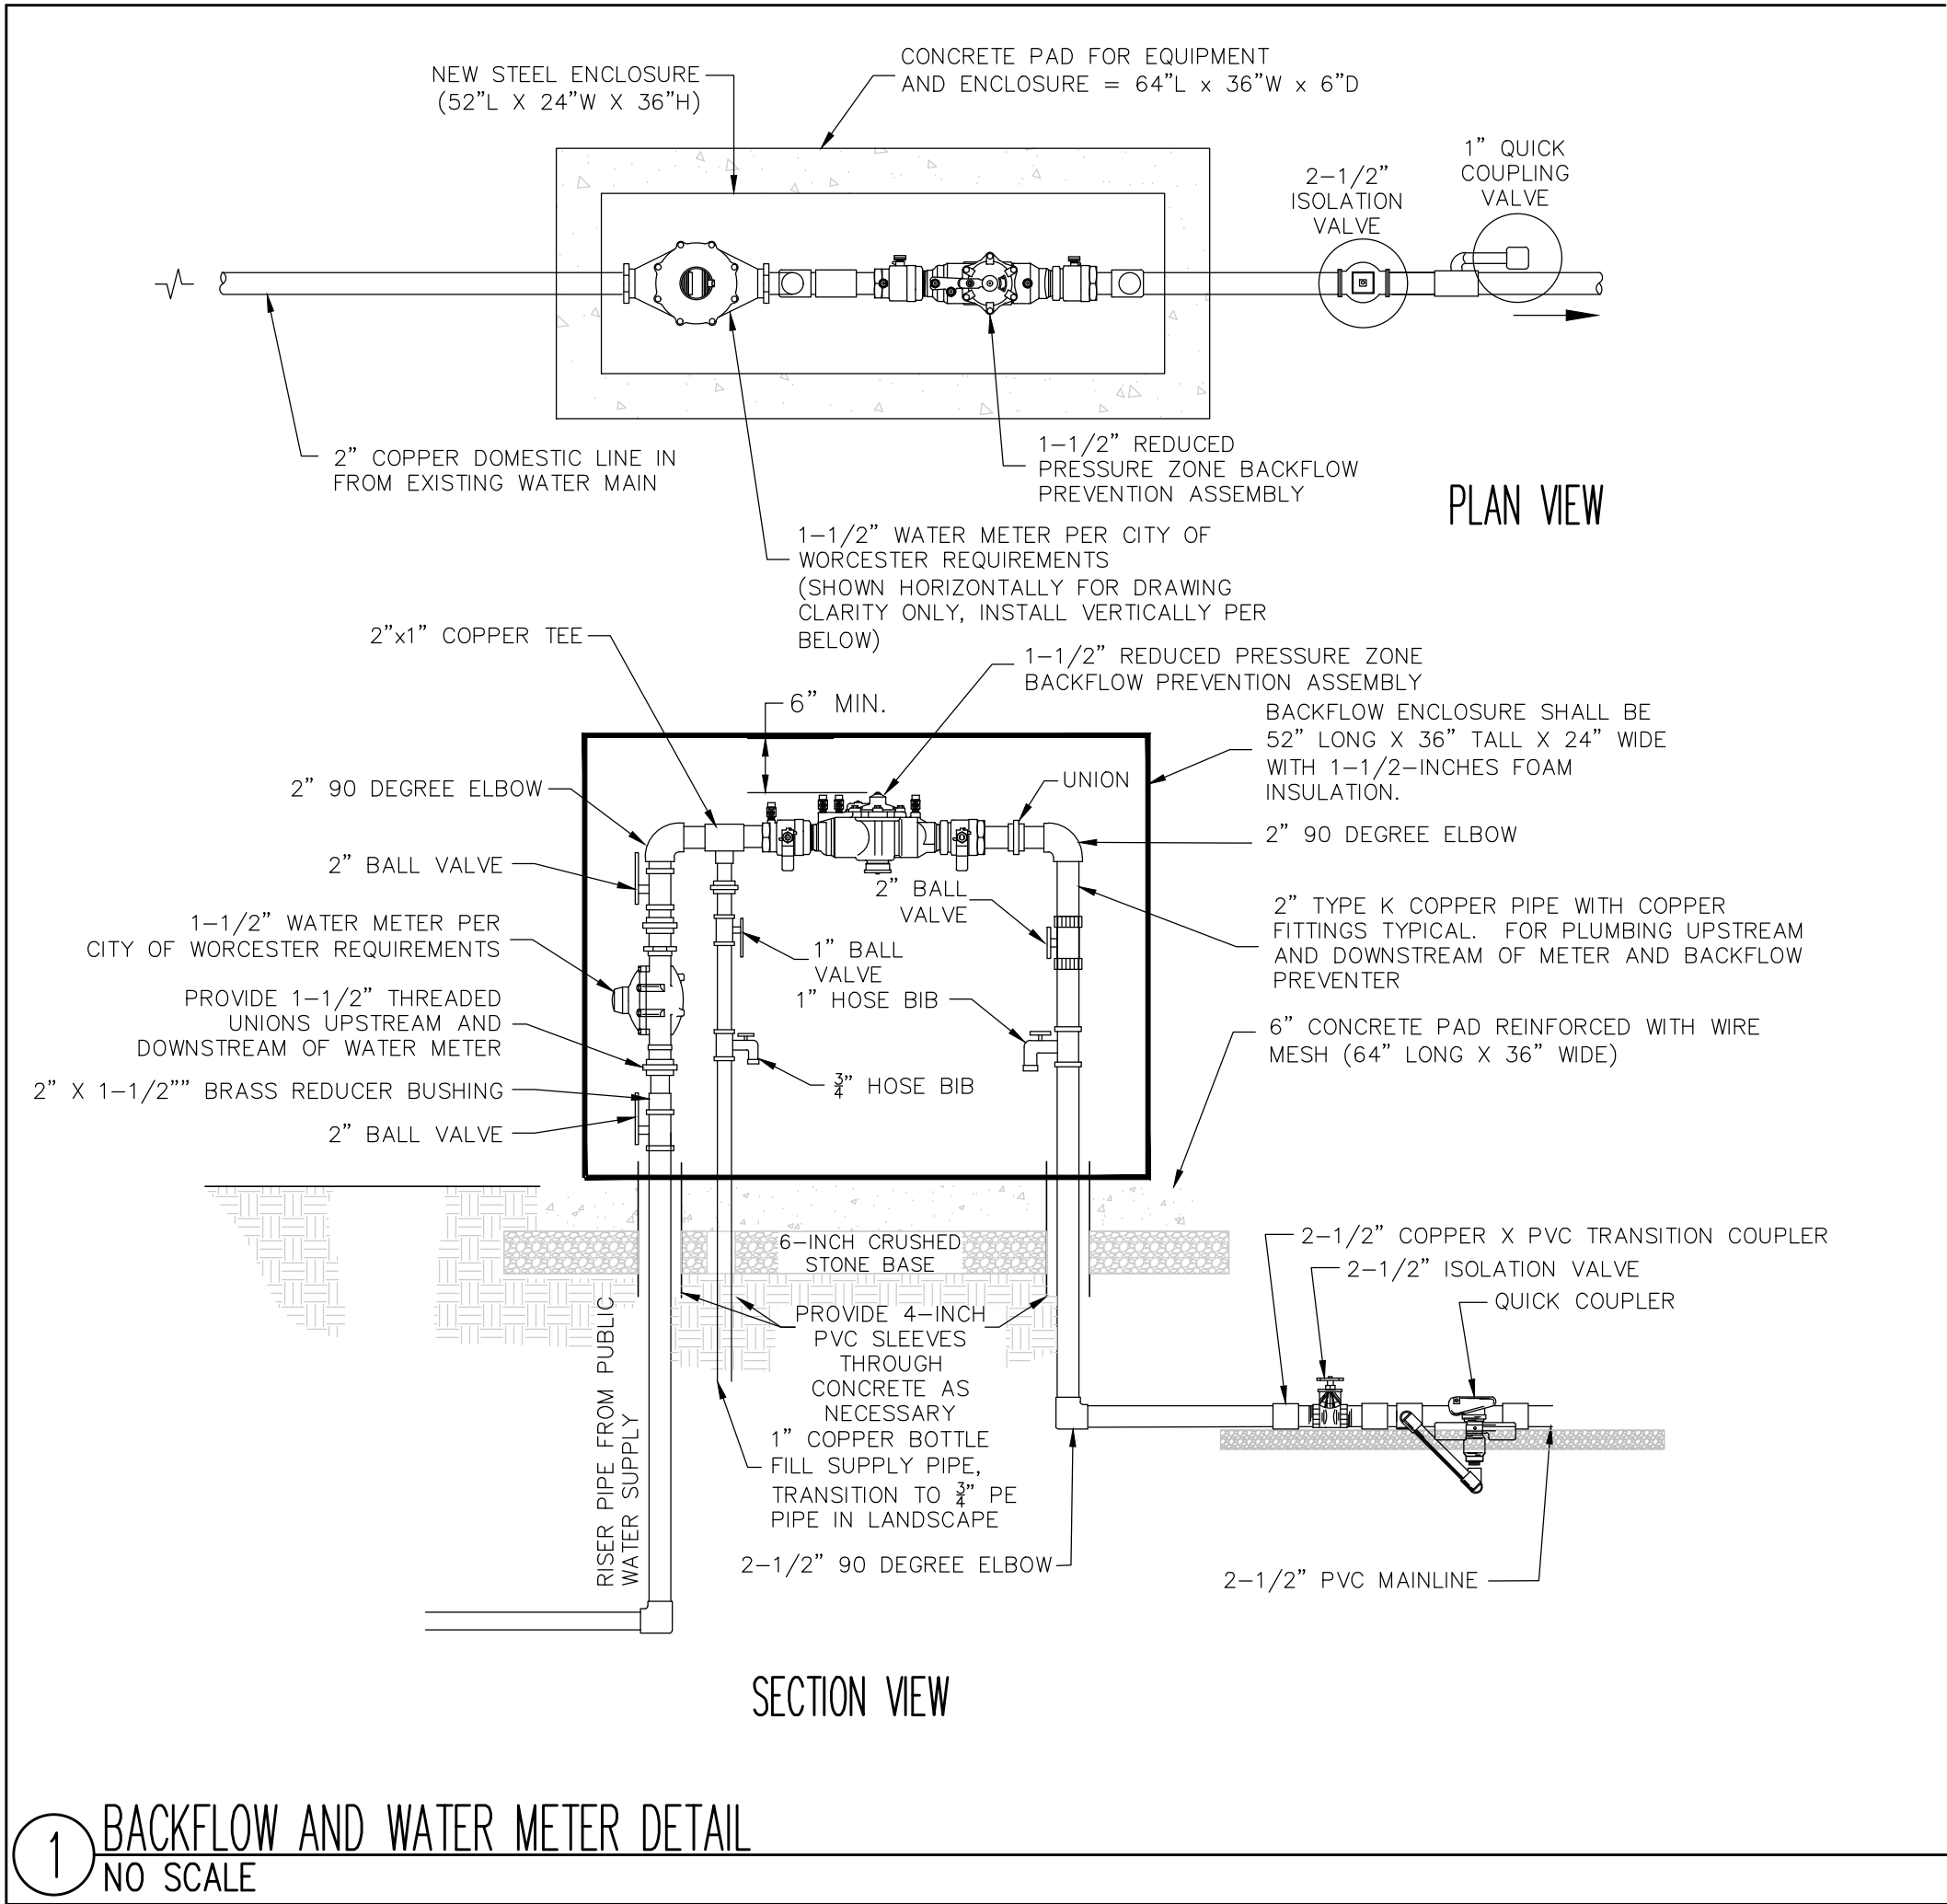 NEW STEEL ENCLOSURE
(52”L X 24”W X 36”H)
CONCRETE PAD FOR EQUIPMENT
AND ENCLOSURE = 64”L x 36”W x 6”D
1” QUICK
COUPLING
VALVE
2-1/2”
ISOLATION
VALVE
2” COPPER DOMESTIC LINE IN
FROM EXISTING WATER MAIN
1-1/2” REDUCED
PRESSURE ZONE BACKFLOW
PREVENTION ASSEMBLY
PLAN VIEW
1-1/2” WATER METER PER CITY OF
WORCESTER REQUIREMENTS
(SHOWN HORIZONTALLY FOR DRAWING
CLARITY ONLY, INSTALL VERTICALLY PER
BELOW)
2”x1” COPPER TEE
1-1/2” REDUCED PRESSURE ZONE
BACKFLOW PREVENTION ASSEMBLY
6” MIN.
BACKFLOW ENCLOSURE SHALL BE
52” LONG X 36” TALL X 24” WIDE
WITH 1-1/2-INCHES FOAM
INSULATION.
UNION
2” 90 DEGREE ELBOW
2” 90 DEGREE ELBOW
2” BALL VALVE
2” BALL
VALVE
1-1/2” WATER METER PER
CITY OF WORCESTER REQUIREMENTS
2” TYPE K COPPER PIPE WITH COPPER
FITTINGS TYPICAL. FOR PLUMBING UPSTREAM
AND DOWNSTREAM OF METER AND BACKFLOW
PREVENTER
1” BALL
VALVE
1” HOSE BIB
PROVIDE 1-1/2” THREADED
UNIONS UPSTREAM AND
DOWNSTREAM OF WATER METER
6” CONCRETE PAD REINFORCED WITH WIRE
MESH (64” LONG X 36” WIDE)
2” X 1-1/2”” BRASS REDUCER BUSHING
¾” HOSE BIB
2” BALL VALVE
6-INCH CRUSHED
STONE BASE
2-1/2” COPPER X PVC TRANSITION COUPLER
2-1/2” ISOLATION VALVE
QUICK COUPLER
PROVIDE 4-INCH
PVC SLEEVES
THROUGH
CONCRETE AS
NECESSARY
RISER PIPE FROM PUBLIC
WATER SUPPLY
1” COPPER BOTTLE
FILL SUPPLY PIPE,
TRANSITION TO ¾” PE
PIPE IN LANDSCAPE
2-1/2” 90 DEGREE ELBOW
2-1/2” PVC MAINLINE
SECTION VIEW
1 BACKFLOW AND WATER METER DETAIL
NO SCALE